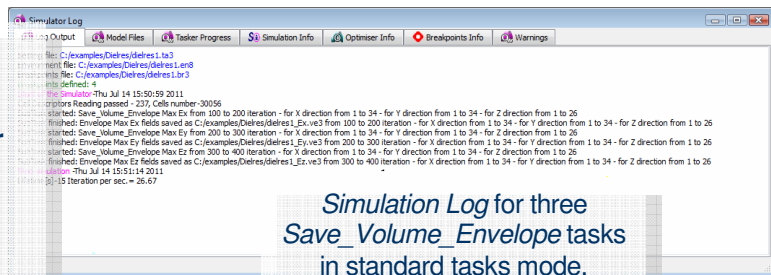 Simulator Log
Log Output Model Files Tasker Progress Simulation Info Optimiser Info Breakpoints Info Warnings
file: C:/examples/Dielres/dielres1.ta3
file: C:/examples/Dielres/dielres1.en8
file: C:/examples/Dielres/dielres1.br3
defined: 4
the Simulator-Thu Jul 14 15:50:59 2011
Reading passed - 237, Cells number-30056
started: Save_Volume_Envelope Max Ex from 100 to 200 iteration - for X direction from 1 to 34 - for Y direction from 1 to 34 - for Z direction from 1 to 26
finished: Envelope Max Ex fields saved as C:/examples/Dielres/dielres1_Ex.ve3 from 100 to 200 iteration - for X direction from 1 to 34 - for Y direction from 1 to 34 - for Z direction from 1 to 26
started: Save_Volume_Envelope Max Ey from 200 to 300 iteration - for X direction from 1 to 34 - for Y direction from 1 to 34 - for Z direction from 1 to 26
finished: Envelope Max Ey fields saved as C:/examples/Dielres/dielres1_Ey.ve3 from 200 to 300 iteration - for X direction from 1 to 34 - for Y direction from 1 to 34 - for Z direction from 1 to 26
started: Save_Volume_Envelope Max Ez from 300 to 400 iteration - for X direction from 1 to 34 - for Y direction from 1 to 34 - for Z direction from 1 to 26
finished: Envelope Max Ez fields saved as C:/examples/Dielres/dielres1_Ez.ve3 from 300 to 400 iteration - for X direction from 1 to 34 - for Y direction from 1 to 34 - for Z direction from 1 to 26
-Thu Jul 14 15:51:14 2011
-15 Iteration per sec.= 26.67
Simulation Log for three
Save_Volume_Envelope tasks
in standard tasks mode.